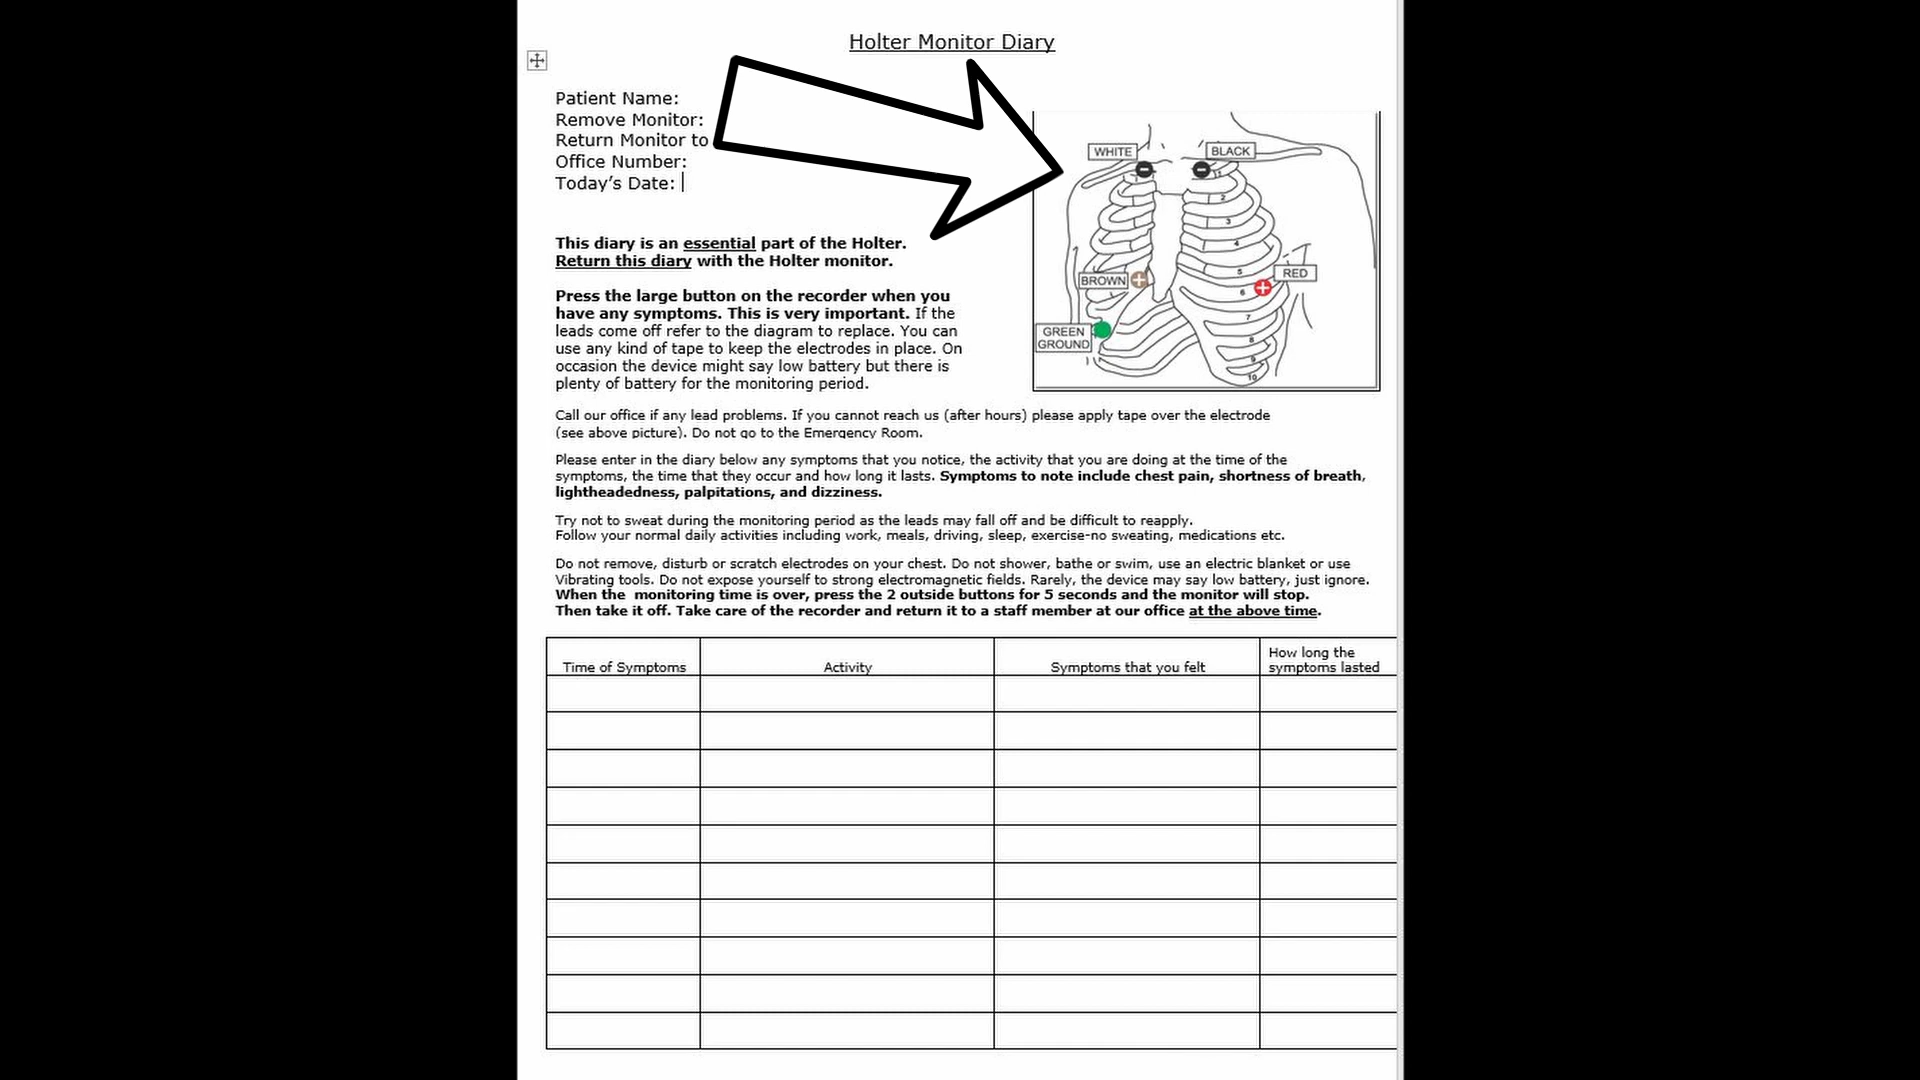 Holter Monitor Diary
Patient Name:
Remove Monitor:
Return Monitor to
Office Number:
Today’s Date:
WHITE
BLACK
1
2
3
4
5
6
7
8
9
10
BROWN
RED
GREEN
GROUND
This diary is an essential part of the Holter.
Return this diary with the Holter monitor.
Press the large button on the recorder when you
have any symptoms. This is very important. If the
leads come off refer to the diagram to replace. You can
use any kind of tape to keep the electrodes in place. On
occasion the device might say low battery but there is
plenty of battery for the monitoring period.
Call our office if any lead problems. If you cannot reach us (after hours) please apply tape over the electrode
(see above picture). Do not go to the Emergency Room.
Please enter in the diary below any symptoms that you notice, the activity that you are doing at the time of the
symptoms, the time that they occur and how long it lasts. Symptoms to note include chest pain, shortness of breath,
lightheadedness, palpitations, and dizziness.
Try not to sweat during the monitoring period as the leads may fall off and be difficult to reapply.
Follow your normal daily activities including work, meals, driving, sleep, exercise-no sweating, medications etc.
Do not remove, disturb or scratch electrodes on your chest. Do not shower, bathe or swim, use an electric blanket or use
Vibrating tools. Do not expose yourself to strong electromagnetic fields. Rarely, the device may say low battery, just ignore.
When the monitoring time is over, press the 2 outside buttons for 5 seconds and the monitor will stop.
Then take it off. Take care of the recorder and return it to a staff member at our office at the above time.
Time of Symptoms
Activity
Symptoms that you felt
How long the
symptoms lasted